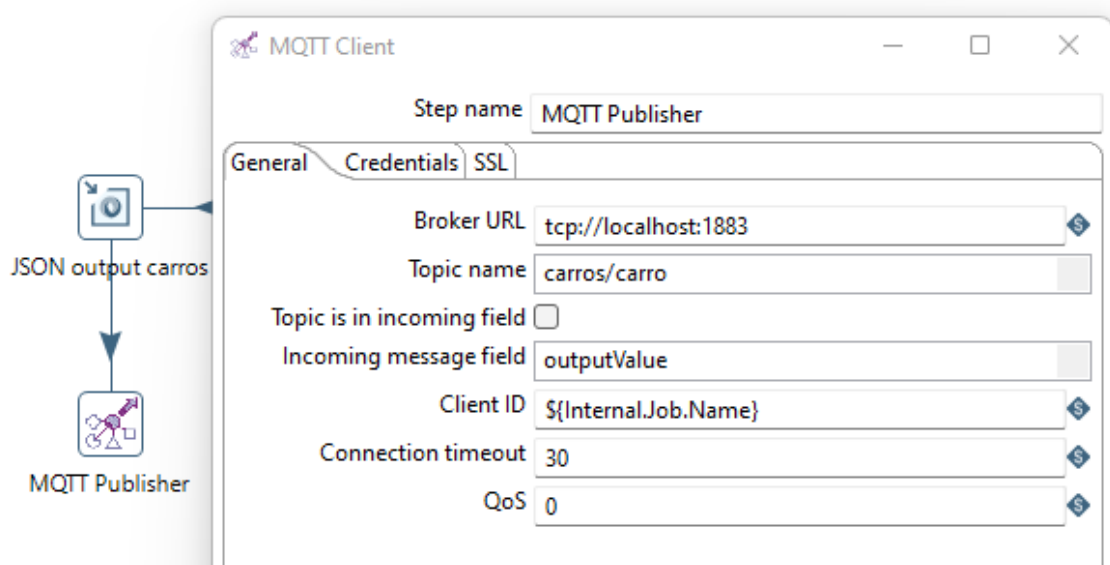 MQTT Client
Step name MQTT Publisher
General Credentials SSL
Broker URL tcp://localhost:1883
Topic name carros/carro
Topic is in incoming field
Incoming message field outputValue
Client ID ${Internal.Job.Name}
Connection timeout 30
QoS 0
JSON output carros
MQTT Publisher